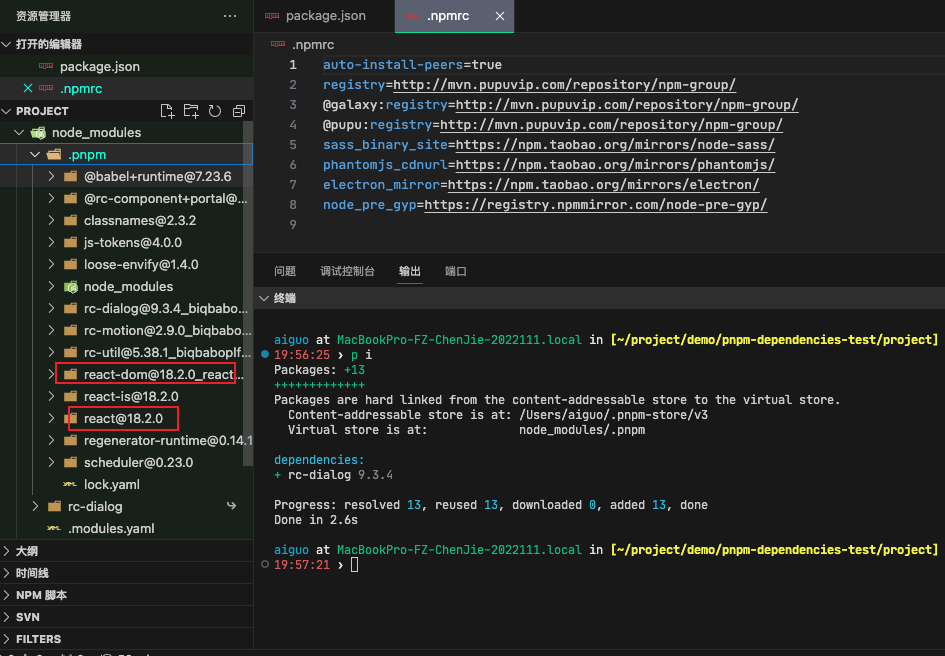 资源管理器
打开的编辑器
package.json
.npmrc
PROJECT
node_modules
.pnpm
@babel+runtime@7.23.6
@rc-component+portal@...
classnames@2.3.2
js-tokens@4.0.0
loose-envify@1.4.0
node_modules
rc-dialog@9.3.4_biqbabo...
rc-motion@2.9.0_biqbabo...
rc-util@5.38.1_biqbaboplf...
react-dom@18.2.0_react...
react-is@18.2.0
react@18.2.0
regenerator-runtime@0.14.1
scheduler@0.23.0
lock.yaml
rc-dialog
.modules.yaml
大纲
时间线
NPM 脚本
SVN
FILTERS
package.json
.npmrc
.npmrc
1 auto-install-peers=true
2 registry=http://mvn.pupuvip.com/repository/npm-group/
3 @galaxy:registry=http://mvn.pupuvip.com/repository/npm-group/
4 @pupu:registry=http://mvn.pupuvip.com/repository/npm-group/
5 sass_binary_site=https://npm.taobao.org/mirrors/node-sass/
6 phantomjs_cdnurl=https://npm.taobao.org/mirrors/phantomjs/
7 electron_mirror=https://npm.taobao.org/mirrors/electron/
8 node_pre_gyp=https://registry.npmmirror.com/node-pre-gyp/
9
问题 调试控制台 输出 端口
终端
aiguo at MacBookPro-FZ-ChenJie-2022111.local in [~/project/demo/pnpm-dependencies-test/project]
19:56:25 › p i
Packages: +13
+++++++++++++
Packages are hard linked from the content-addressable store to the virtual store.
Content-addressable store is at: /Users/aiguo/.pnpm-store/v3
Virtual store is at: node_modules/.pnpm
dependencies:
+ rc-dialog 9.3.4
Progress: resolved 13, reused 13, downloaded 0, added 13, done
Done in 2.6s
aiguo at MacBookPro-FZ-ChenJie-2022111.local in [~/project/demo/pnpm-dependencies-test/project]
19:57:21 ›